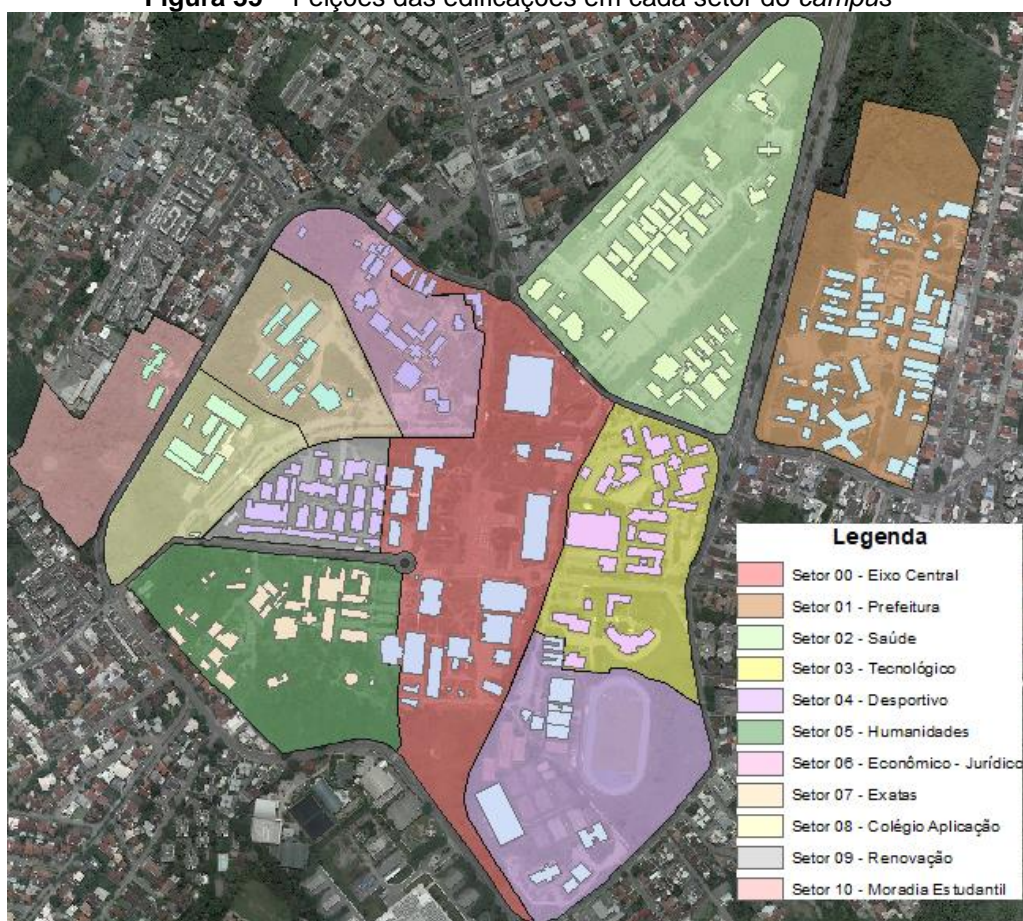 Figura 35 – Feições das edificações em cada setor do campus
Legenda
Setor 00 - Eixo Central
Setor 01 - Prefeitura
Setor 02 - Saúde
Setor 03 - Tecnológico
Setor 04 - Desportivo
Setor 05 - Humanidades
Setor 06 - Econômico - Jurídico
Setor 07 - Exatas
Setor 08 - Colégio Aplicação
Setor 09 - Renovação
Setor 10 - Moradia Estudantil